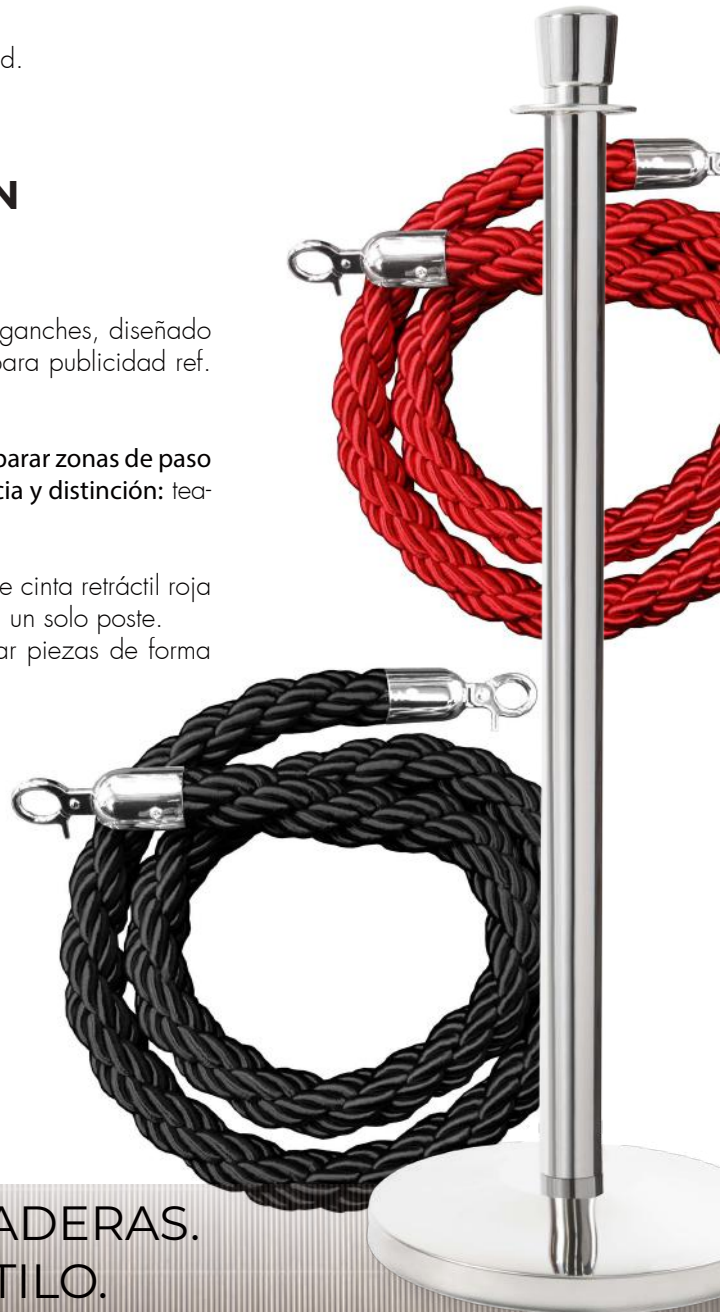 d.
N
ganches, diseñado
para publicidad ref.
parar zonas de paso
cia y distinción: tea-
e cinta retráctil roja
un solo poste.
ar piezas de forma
ADERAS.
TILO.